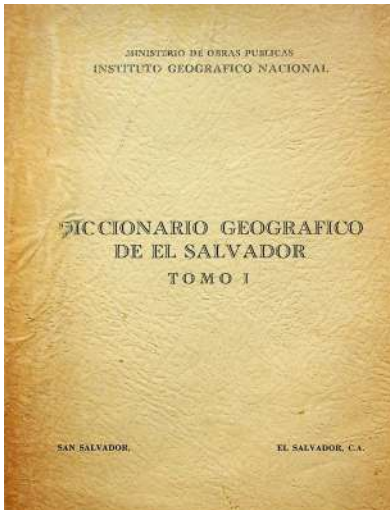 MINISTERIO DE OBRAS PUBLICAS
INSTITUTO GEOGRAFICO NACIONAL
DICCIONARIO GEOGRAFICO
DE EL SALVADOR
TOMO I
SAN SALVADOR, EL SALVADOR, C.A.